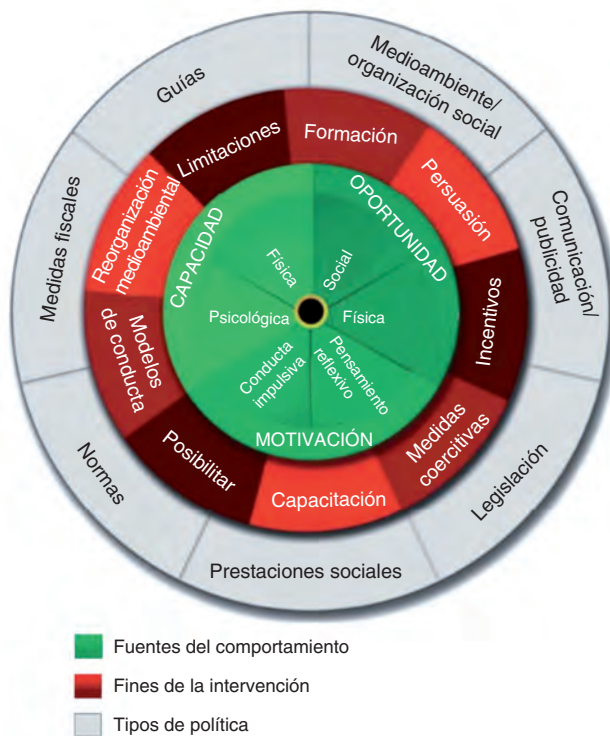 Guías
Medioambiente/
organización social
Comunicación/
publicidad
Legislación
Prestaciones sociales
Normas
Medidas fiscales
Limitaciones
Formación
Persuasión
Incentivos
Medidas
coercitivas
Capacitación
Posibilitar
Modelos
de conducta
Reorganización
medioambiental
CAPACIDAD
OPORTUNIDAD
MOTIVACIÓN
Física
Social
Psicológica
Física
Conducta
impulsiva
Pensamiento
reflexivo
Fuentes del comportamiento
Fines de la intervención
Tipos de política